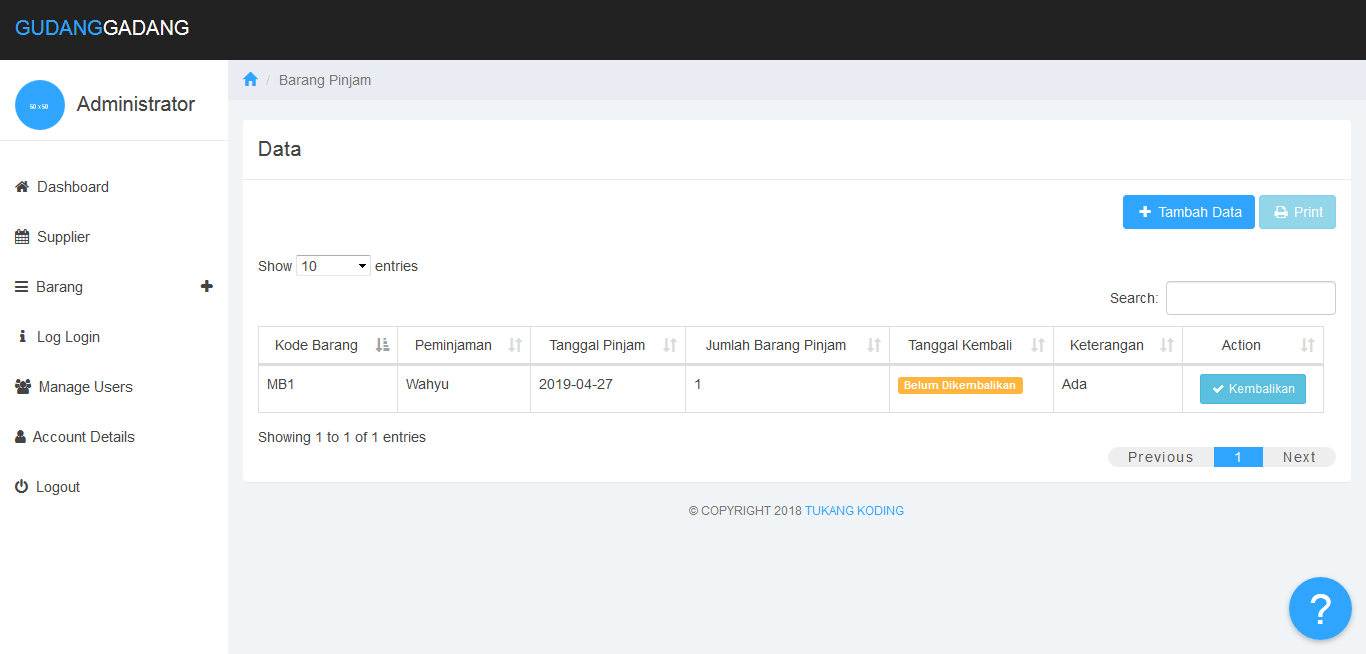 GUDANGGADANG
50 x 50
Administrator
Dashboard
Supplier
Barang
Log Login
Manage Users
Account Details
Logout
/ Barang Pinjam
Data
Tambah Data Print
Show 10 entries
Search:
Kode Barang Peminjaman Tanggal Pinjam Jumlah Barang Pinjam Tanggal Kembali Keterangan Action
MB1 Wahyu 2019-04-27 1 Belum Dikembalikan Ada Kembalikan
Showing 1 to 1 of 1 entries
Previous 1 Next
© COPYRIGHT 2018 TUKANG KODING
?